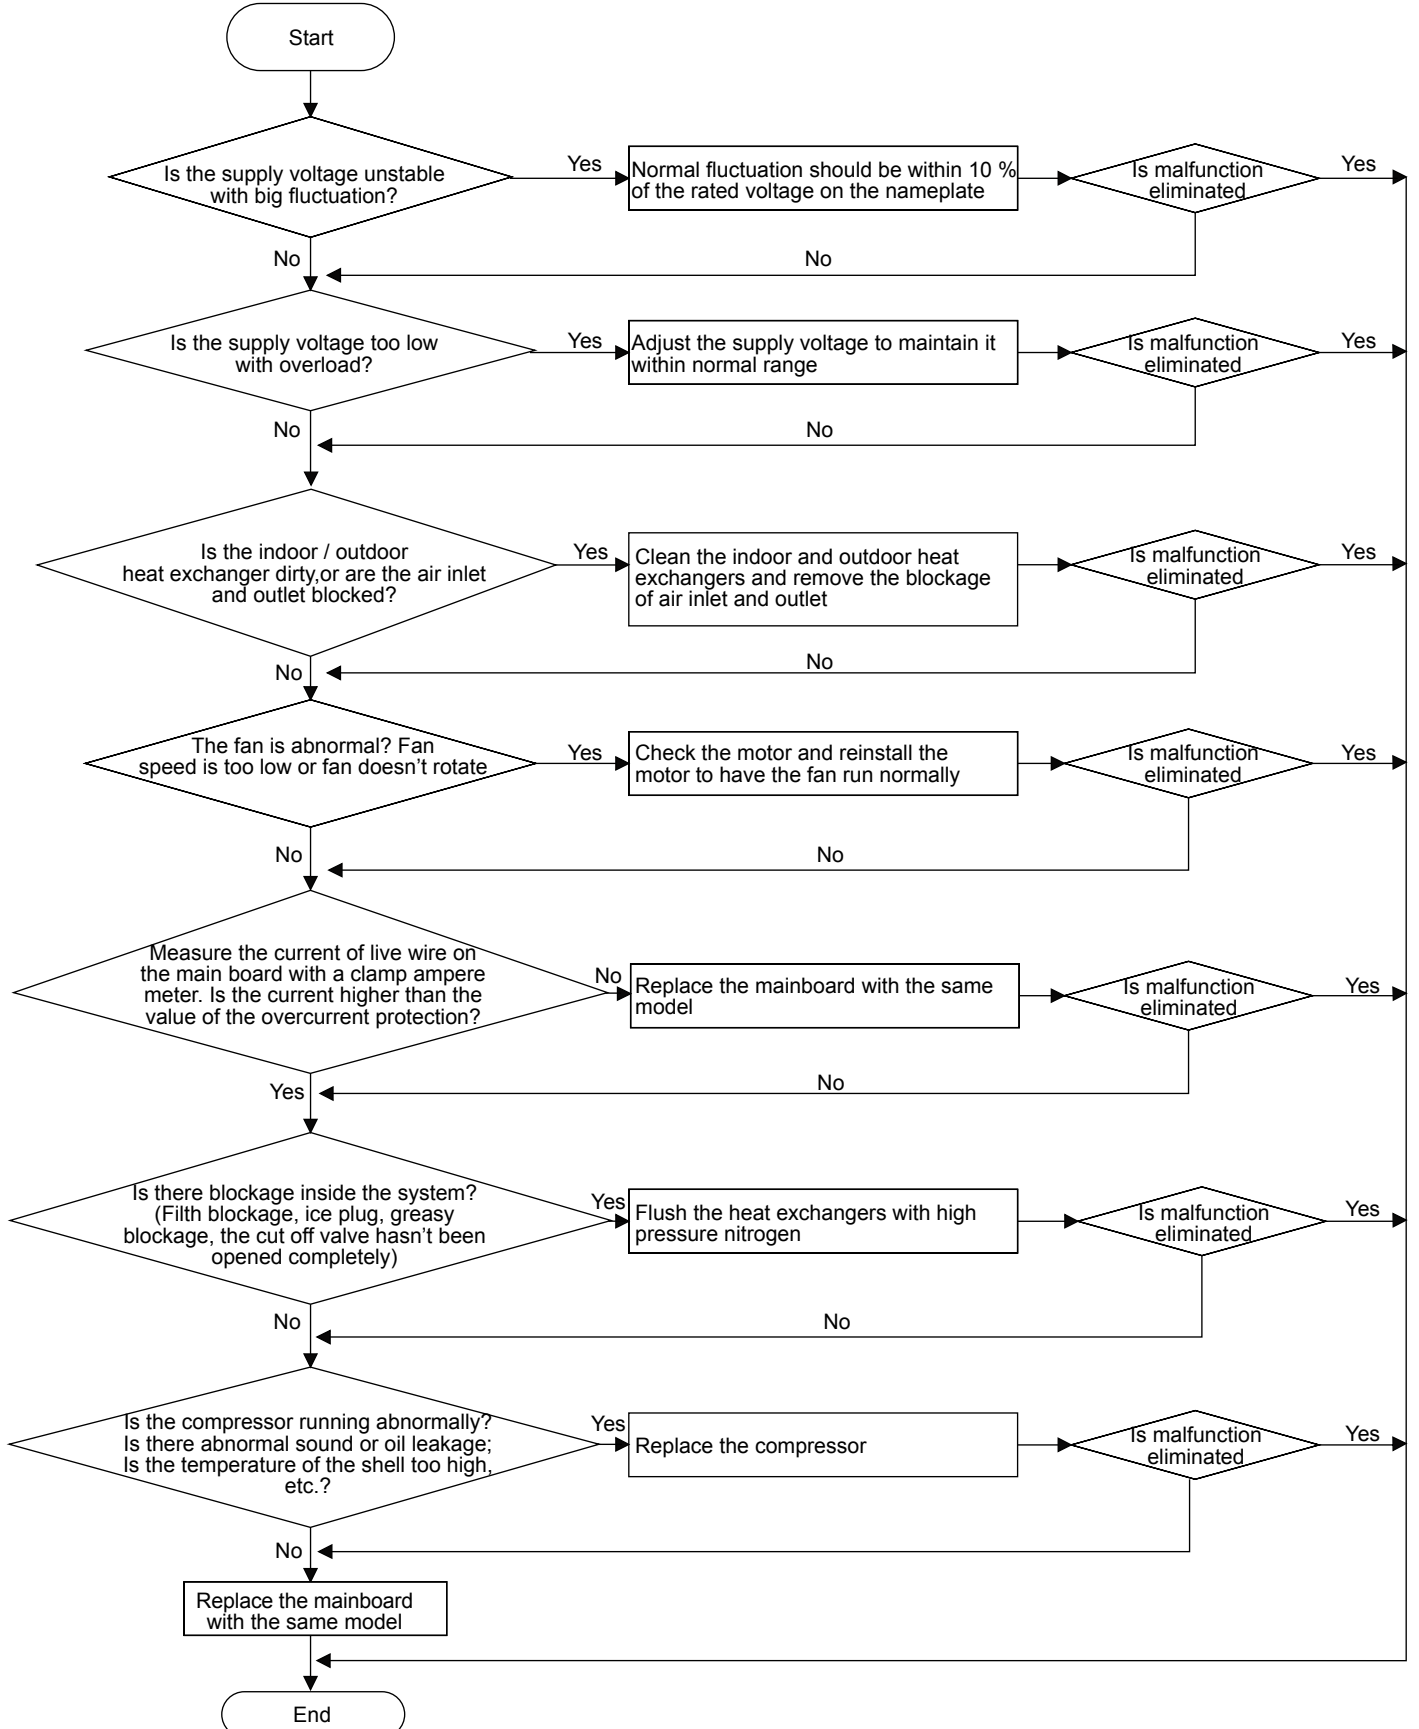 Start
Is the supply voltage unstable
with big fluctuation?
Yes
Normal fluctuation should be within 10 %
of the rated voltage on the nameplate
Is malfunction
eliminated
Yes
No
No
Is the supply voltage too low
with overload?
Yes
Adjust the supply voltage to maintain it
within normal range
Is malfunction
eliminated
Yes
No
No
Is the indoor / outdoor
heat exchanger dirty,or are the air inlet
and outlet blocked?
Yes
Clean the indoor and outdoor heat
exchangers and remove the blockage
of air inlet and outlet
Is malfunction
eliminated
Yes
No
No
The fan is abnormal? Fan
speed is too low or fan doesn't rotate
Yes
Check the motor and reinstall the
motor to have the fan run normally
Is malfunction
eliminated
Yes
No
No
Measure the current of live wire on
the main board with a clamp ampere
meter. Is the current higher than the
value of the overcurrent protection?
No
Replace the mainboard with the same
model
Is malfunction
eliminated
Yes
Yes
No
Is there blockage inside the system?
(Filth blockage, ice plug, greasy
blockage, the cut off valve hasn't been
opened completely)
Yes
Flush the heat exchangers with high
pressure nitrogen
Is malfunction
eliminated
Yes
No
No
Is the compressor running abnormally?
Is there abnormal sound or oil leakage;
Is the temperature of the shell too high,
etc.?
Yes
Replace the compressor
Is malfunction
eliminated
Yes
No
Replace the mainboard
with the same model
End